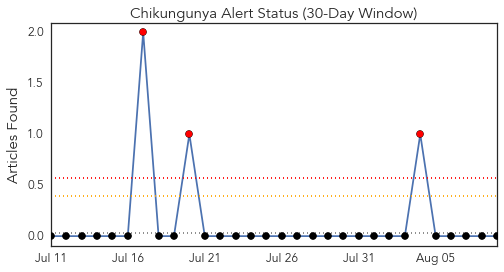 Chikungunya Alert Status (30-Day Window)
Articles Found
2.0
1.5
1.0
0.5
0.0
Jul 11 Jul 16 Jul 21 Jul 26 Jul 31 Aug 05